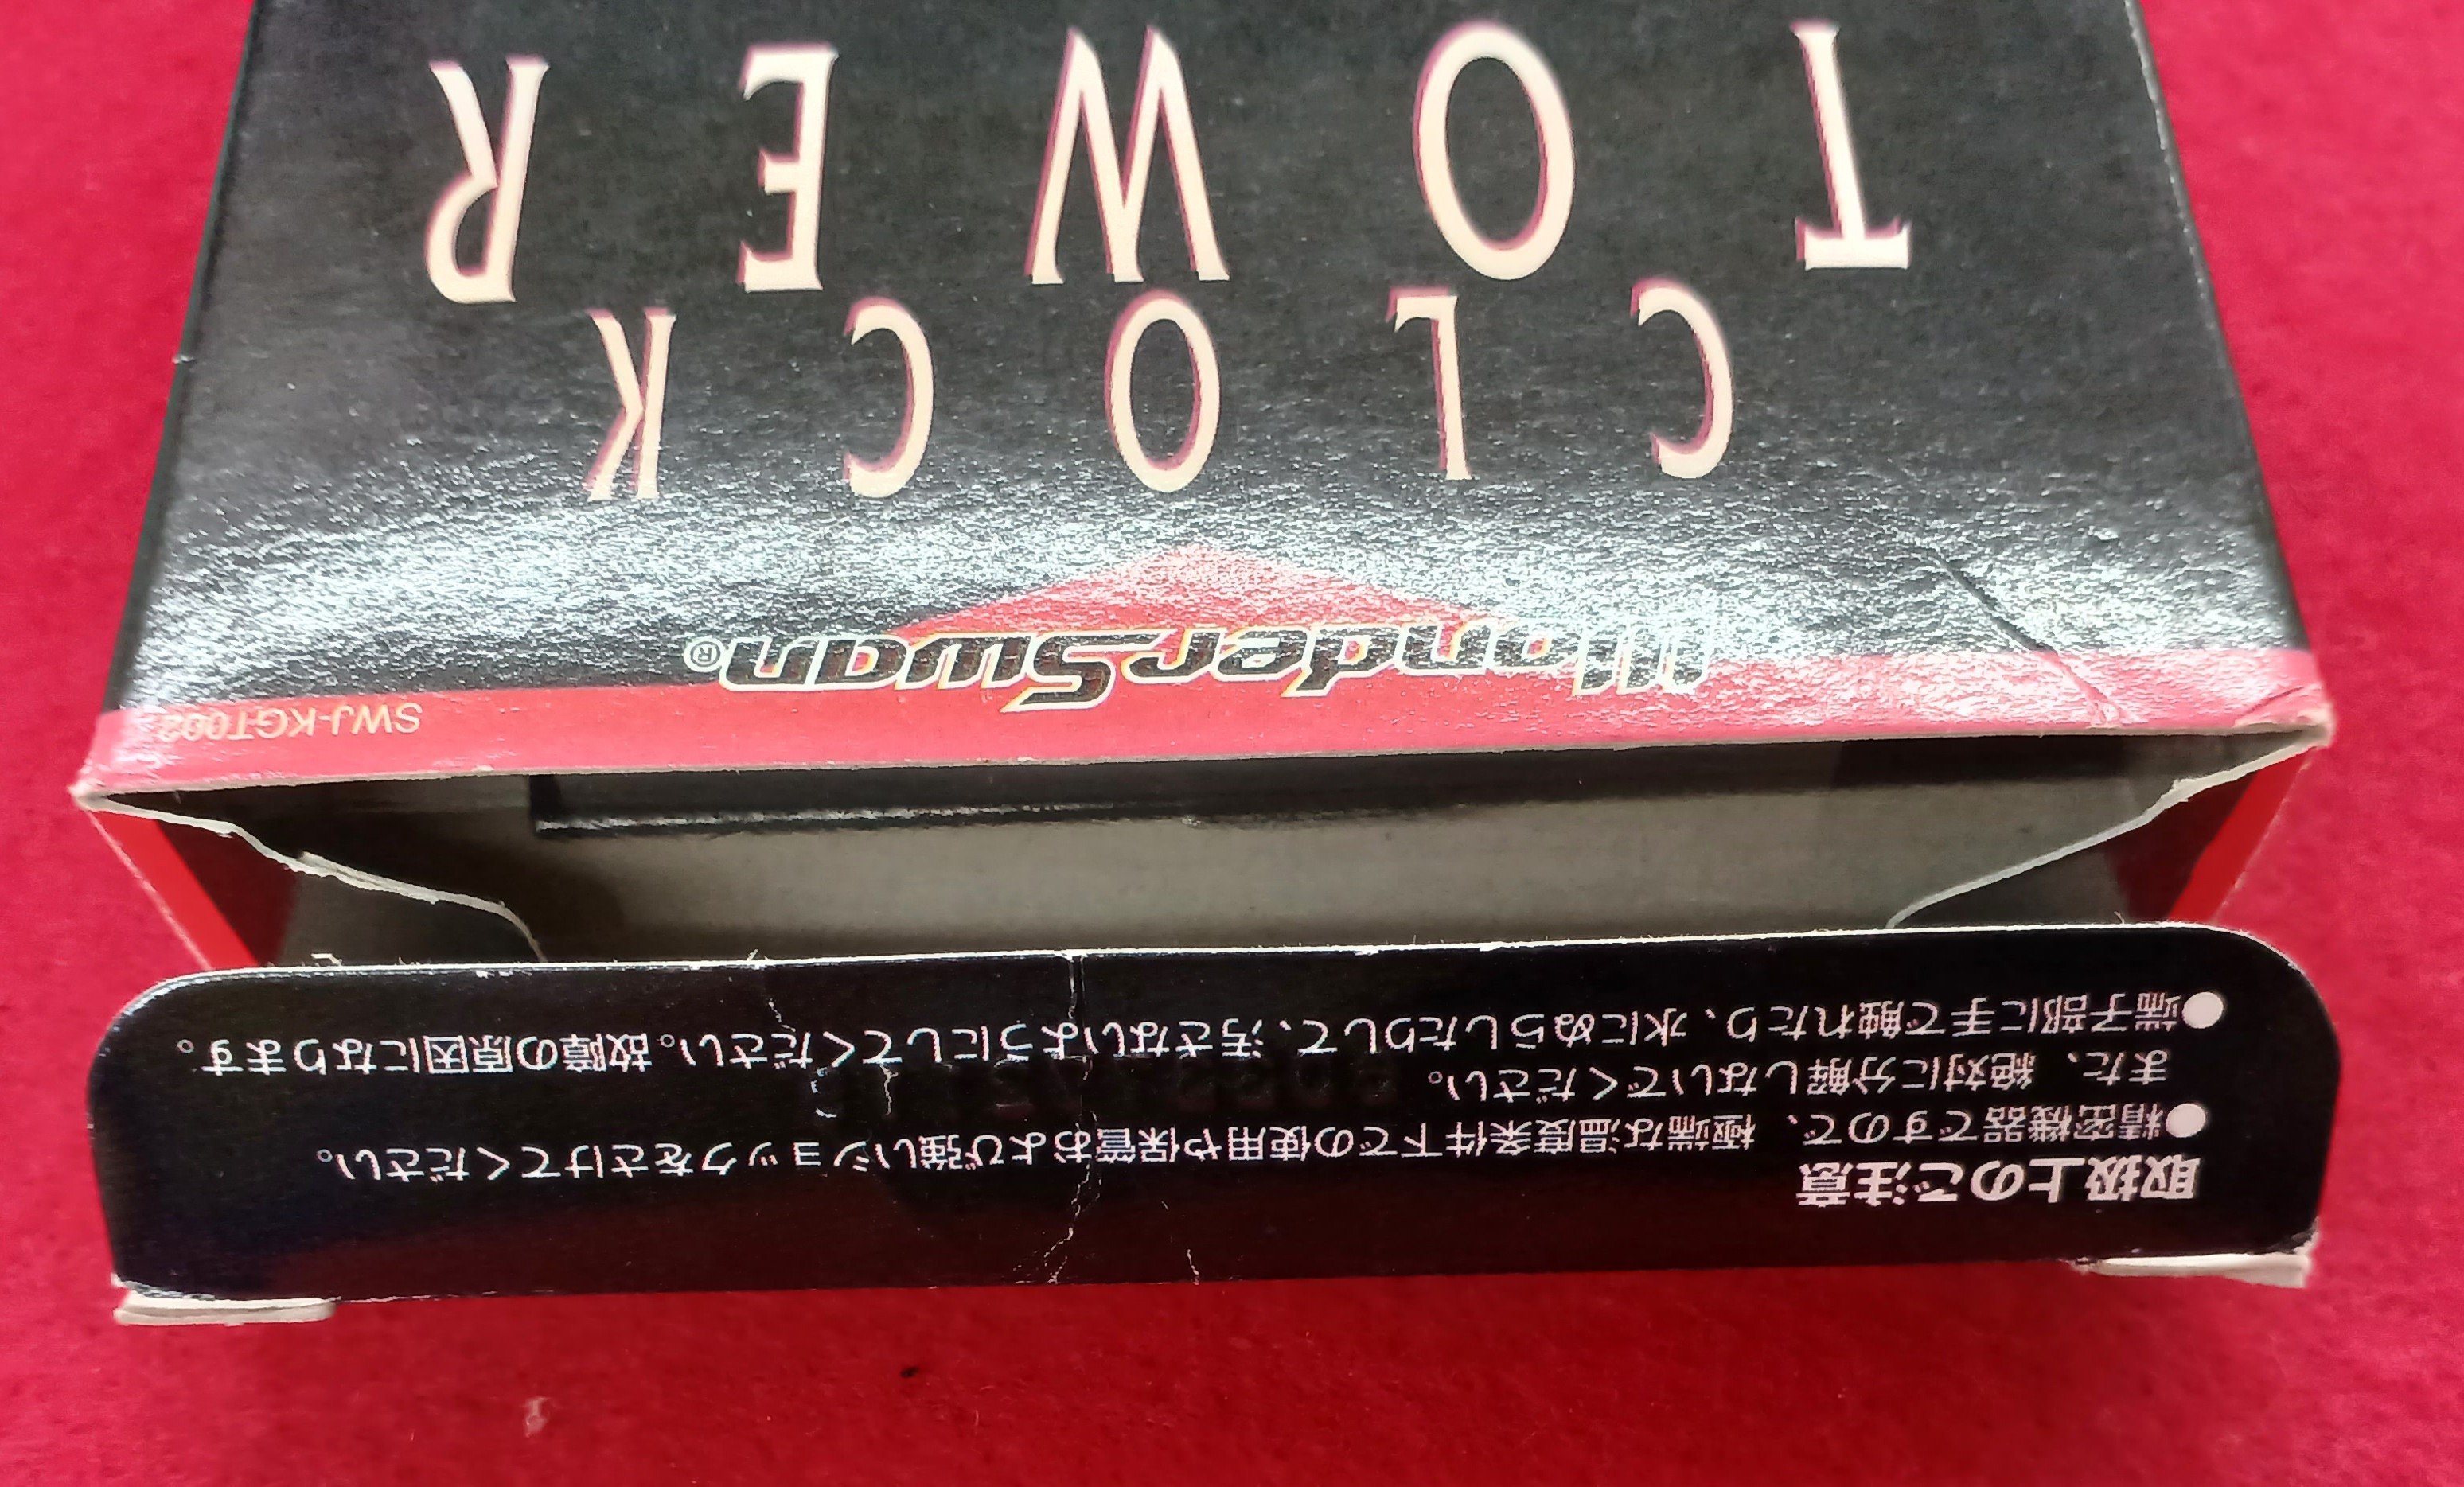 取扱上のご注意
●精密機器ですので、極端な温度条件下での使用や保管および強いショックをさけてください。
また、絶対に分解しないでください。
●端子部に手で触れたり、水にぬらしたりして、汚さないようにしてください。故障の原因になります。
SWJ-KGT002
WonderSwan®
CLOCK
TOWER